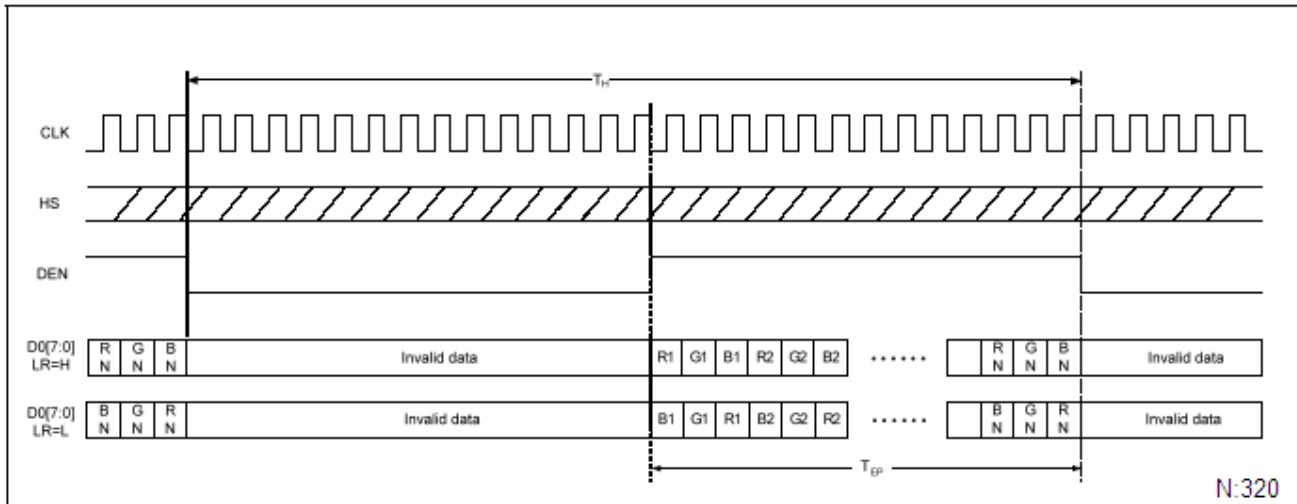 TH
CLK
HS
DEN
D0[7:0]
LR=H
R N G N B N Invalid data R1 G1 B1 R2 G2 B2 ...... R N G N B N Invalid data
D0[7:0]
LR=L
B N G N R N Invalid data B1 G1 R1 B2 G2 R2 ...... B N G N R N Invalid data
TEP
N:320